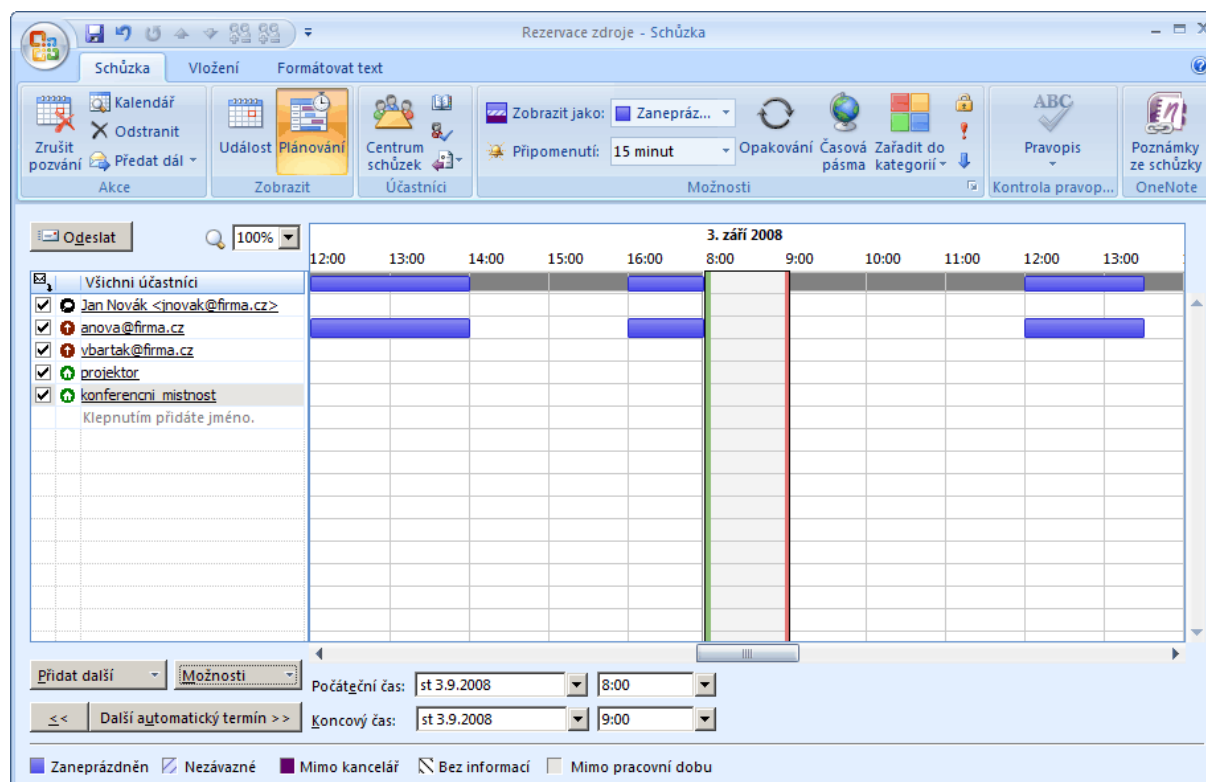 Rezervace zdroje - Schůzka
Schůzka Vložení Formátovat text
Zrušit pozvání
Kalendář
Odstranit
Předat dál
Akce
Událost Plánování
Zobrazit
Centrum schůzek
Účastníci
Zobrazit jako: Zanepráz...
Připomenutí: 15 minut
Opakování
Časová pásma
Zařadit do kategorií
Možnosti
ABC
Pravopis
Kontrola pravop...
Poznámky ze schůzky
OneNote
Odeslat 100%
3. září 2008
12:00 13:00 14:00 15:00 16:00 8:00 9:00 10:00 11:00 12:00 13:00
Všichni účastníci
Jan Novák <jnovak@firma.cz>
anova@firma.cz
vbartak@firma.cz
projektor
konferencni_mistnost
Klepnutím přidáte jméno.
Přidat další Možnosti
Počáteční čas: st 3.9.2008 8:00
<< Další automatický termín >>
Koncový čas: st 3.9.2008 9:00
Zaneprázdněn Nezávazné Mimo kancelář Bez informací Mimo pracovní dobu